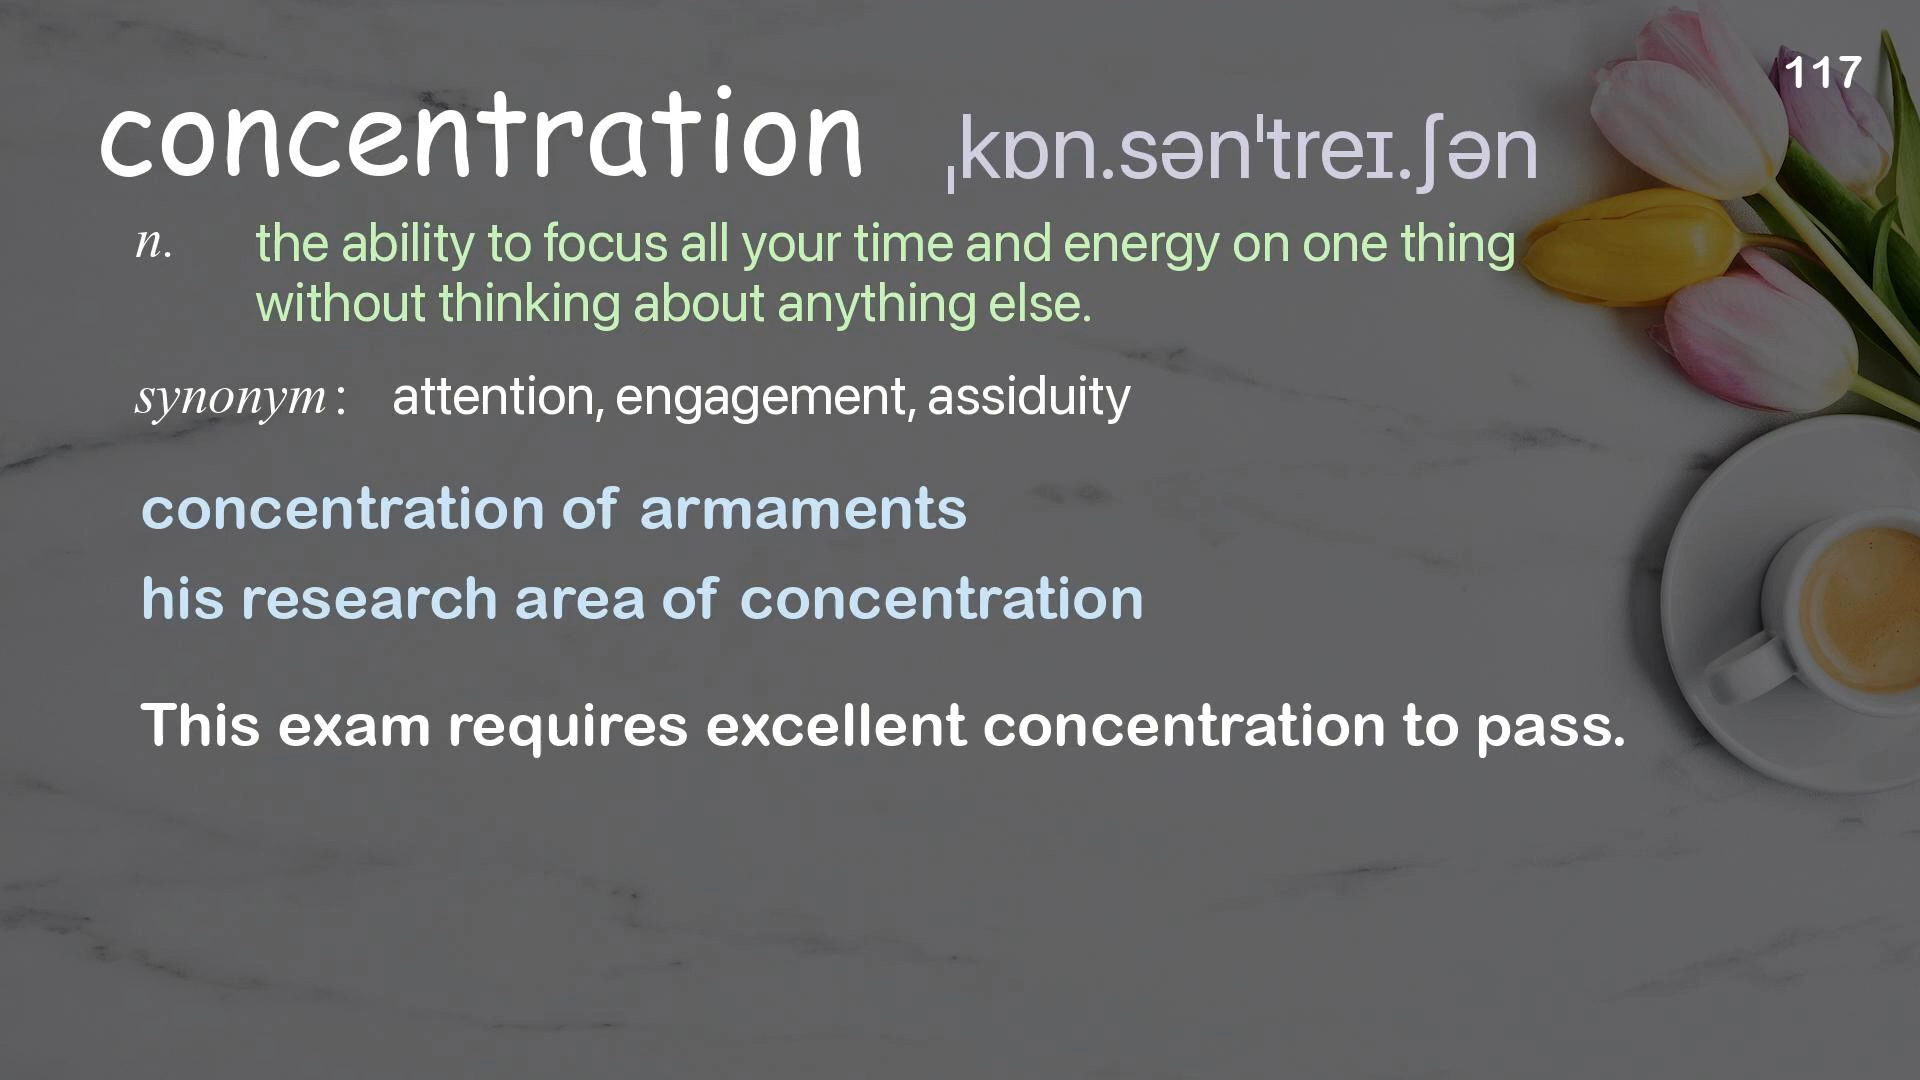 117
concentration ˌkɒn.sənˈtreɪ.ʃən
n. the ability to focus all your time and energy on one thing
without thinking about anything else.
synonym : attention, engagement, assiduity
concentration of armaments
his research area of concentration
This exam requires excellent concentration to pass.